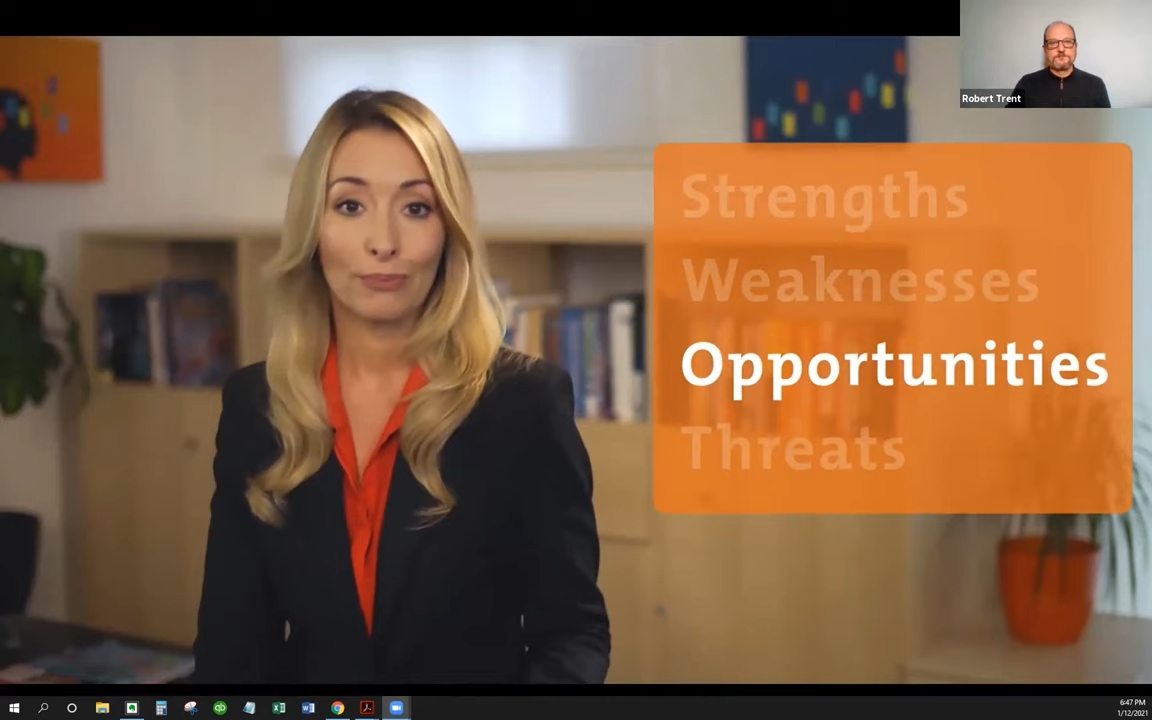 Robert Trent
Strengths
Weaknesses
Opportunities
Threats
6:47 PM
1/12/2021